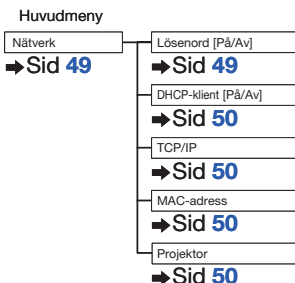 Huvudmeny
Nätverk
➡Sid 49
Lösenord [På/Av]
➡Sid 49
DHCP-klient [På/Av]
➡Sid 50
TCP/IP
➡Sid 50
MAC-adress
➡Sid 50
Projektor
➡Sid 50